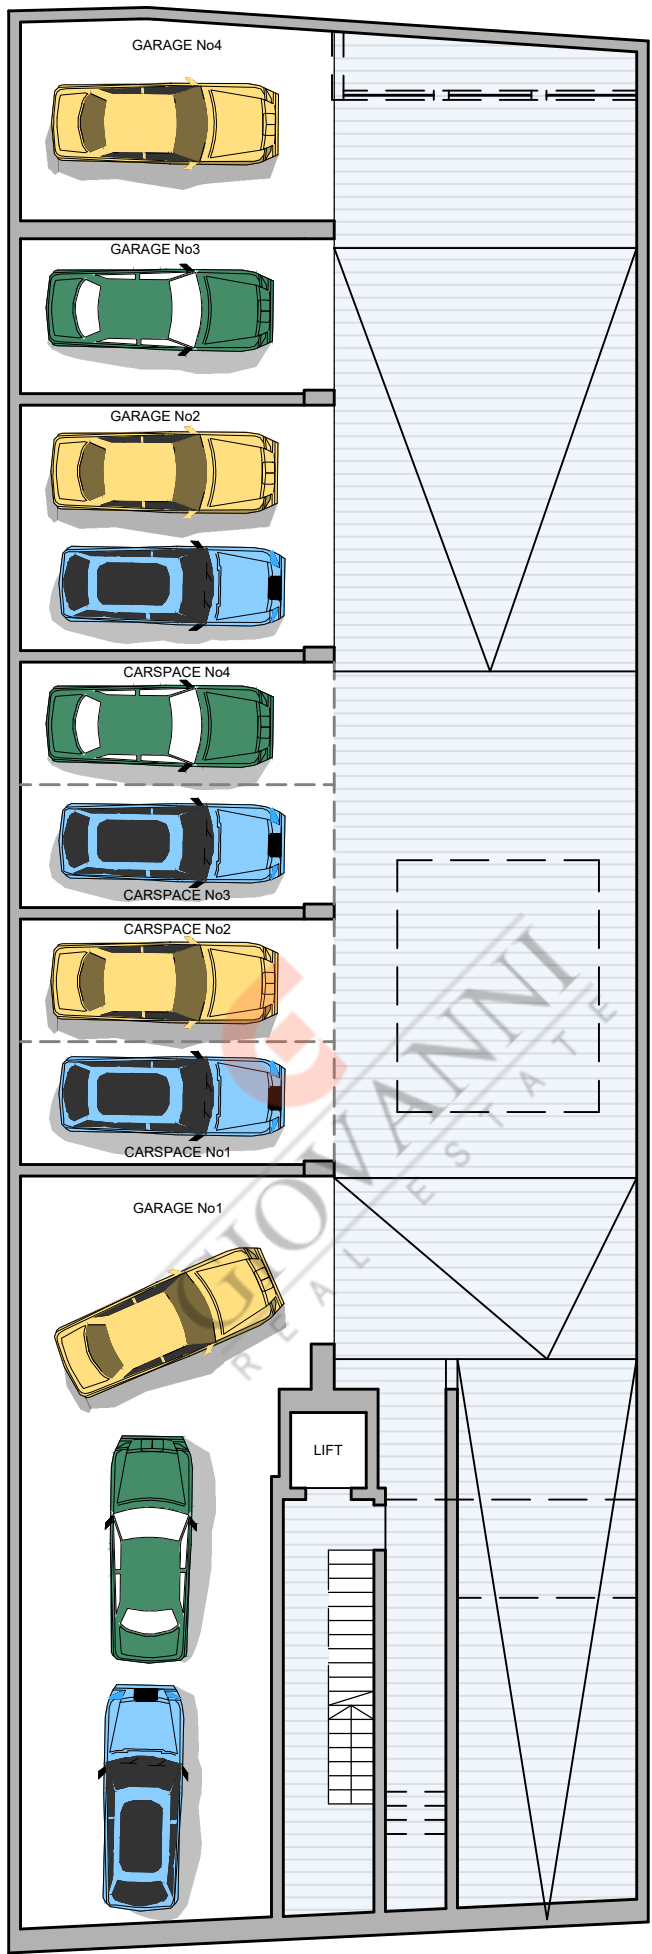 GARAGE No4
GARAGE No3
GARAGE No2
CARSPACE No4
CARSPACE No3
CARSPACE No2
CARSPACE No1
GARAGE No1
GIOVANNI
REAL ESTATE
LIFT